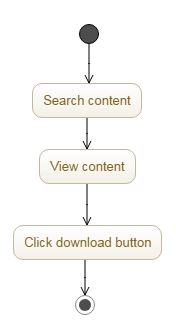 Search content
View content
Click download button